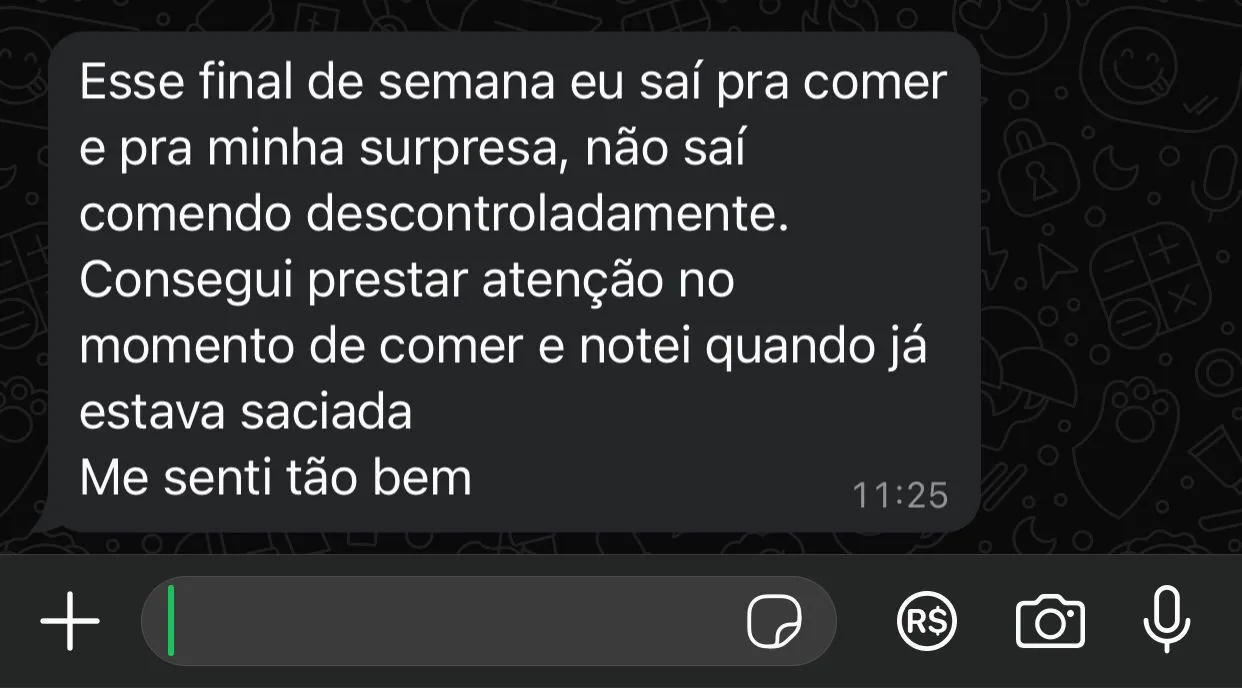 Esse final de semana eu saí pra comer
e pra minha surpresa, não saí
comendo descontroladamente.
Consegui prestar atenção no
momento de comer e notei quando já
estava saciada
Me senti tão bem
11:25
R$